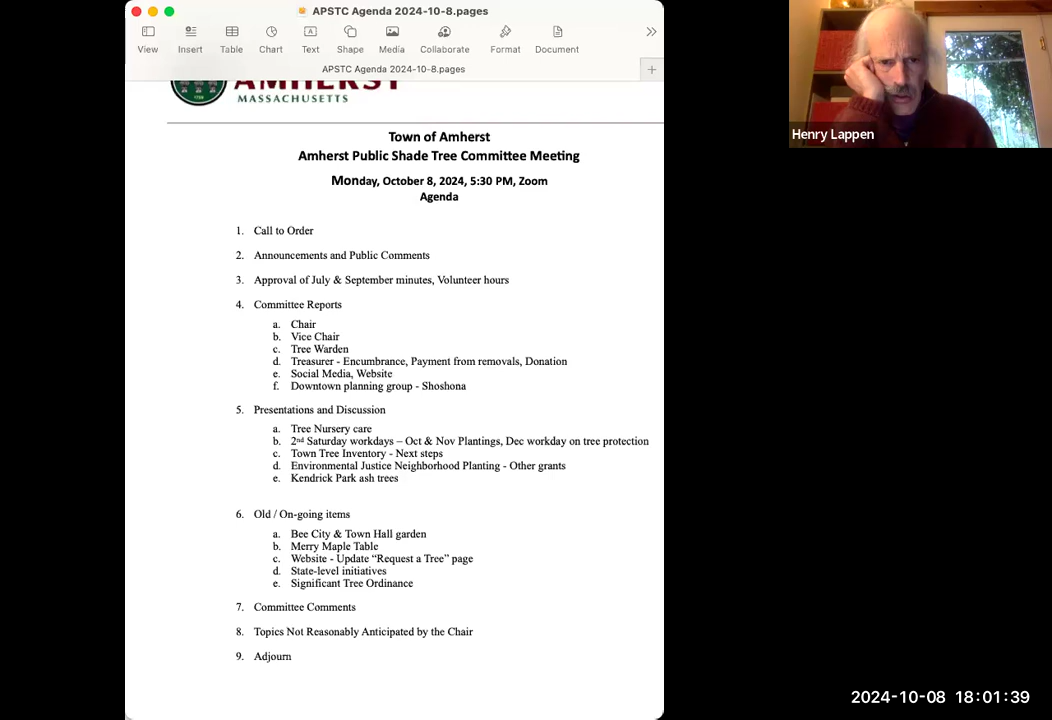 APSTC Agenda 2024-10-8.pages
View Insert Table Chart Text Shape Media Collaborate Format Document
APSTC Agenda 2024-10-8.pages
AMHERST
MASSACHUSETTS
Town of Amherst
Amherst Public Shade Tree Committee Meeting
Monday, October 8, 2024, 5:30 PM, Zoom
Agenda
1. Call to Order
2. Announcements and Public Comments
3. Approval of July & September minutes, Volunteer hours
4. Committee Reports
a. Chair
b. Vice Chair
c. Tree Warden
d. Treasurer - Encumbrance, Payment from removals, Donation
e. Social Media, Website
f. Downtown planning group - Shoshona
5. Presentations and Discussion
a. Tree Nursery care
b. 2nd Saturday workdays – Oct & Nov Plantings, Dec workday on tree protection
c. Town Tree Inventory - Next steps
d. Environmental Justice Neighborhood Planting - Other grants
e. Kendrick Park ash trees
6. Old / On-going items
a. Bee City & Town Hall garden
b. Merry Maple Table
c. Website - Update “Request a Tree” page
d. State-level initiatives
e. Significant Tree Ordinance
7. Committee Comments
8. Topics Not Reasonably Anticipated by the Chair
9. Adjourn
Henry Lappen
2024-10-08 18:01:39